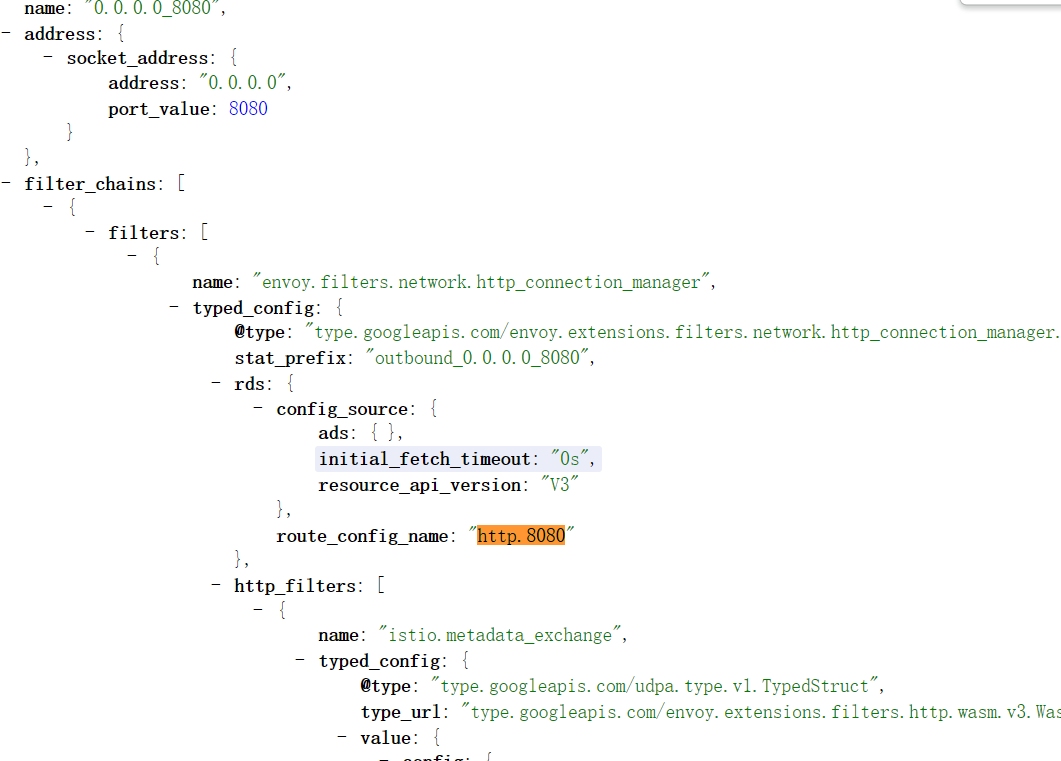 name: "0.0.0.0_8080",
- address: {
- socket_address: {
address: "0.0.0.0",
port_value: 8080
}
},
- filter_chains: [
- {
- filters: [
- {
name: "envoy.filters.network.http_connection_manager",
- typed_config: {
@type: "type.googleapis.com/envoy.extensions.filters.network.http_connection_manager.
stat_prefix: "outbound_0.0.0.0_8080",
- rds: {
- config_source: {
ads: { },
initial_fetch_timeout: "0s",
resource_api_version: "V3"
},
route_config_name: "http.8080"
},
- http_filters: [
- {
name: "istio.metadata_exchange",
- typed_config: {
@type: "type.googleapis.com/udpa.type.v1.TypedStruct",
type_url: "type.googleapis.com/envoy.extensions.filters.http.wasm.v3.Was
- value: {
- config: {